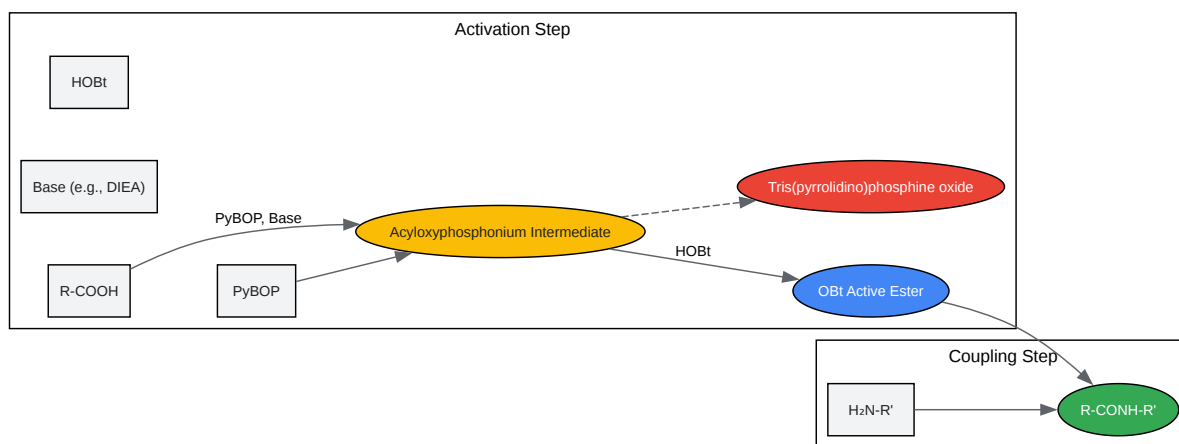 Activation Step
HOBt
Base (e.g., DIEA)
Tris(pyrrolidino)phosphine oxide
PyBOP, Base
Acyloxyphosphonium Intermediate
HOBt
R-COOH
PyBOP
OBt Active Ester
Coupling Step
H₂N-R'
R-CONH-R'